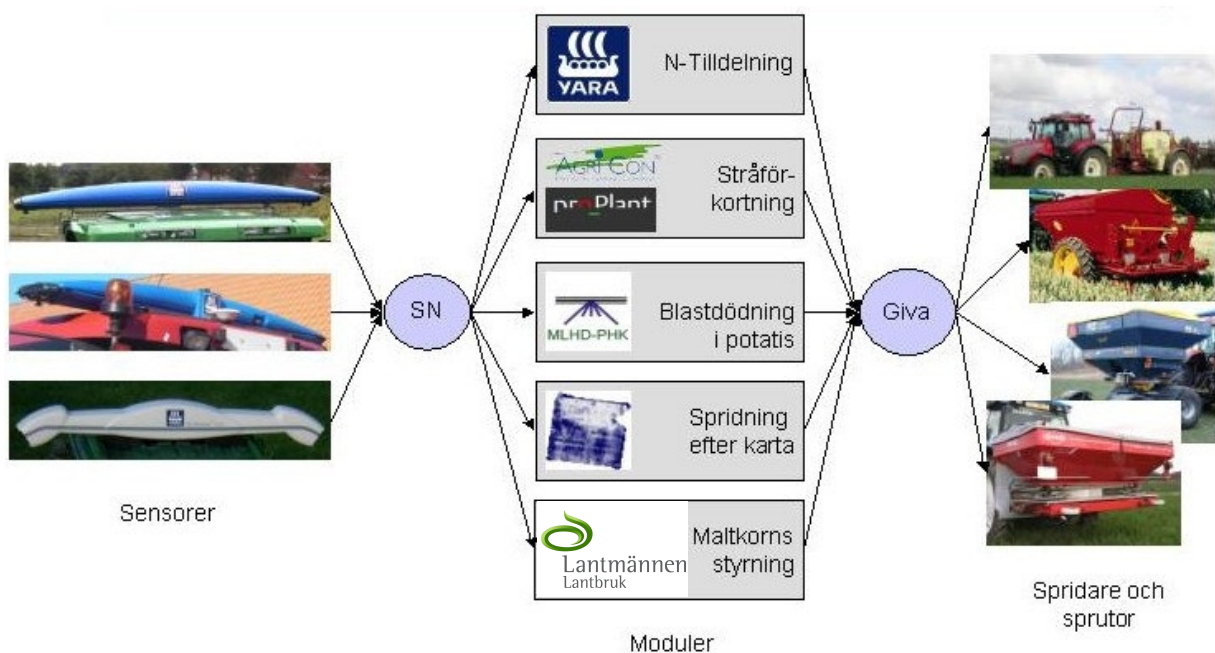 YARA
N-Tilldelning
AGRI CON
proPlant
Stråför-
kortning
SN
MLHD-PHK
Blastdödning
i potatis
Giva
Spridning
efter karta
Sensorer
Lantmännen
Lantbruk
Maltkorns
styrning
Moduler
Spridare och
sprutor